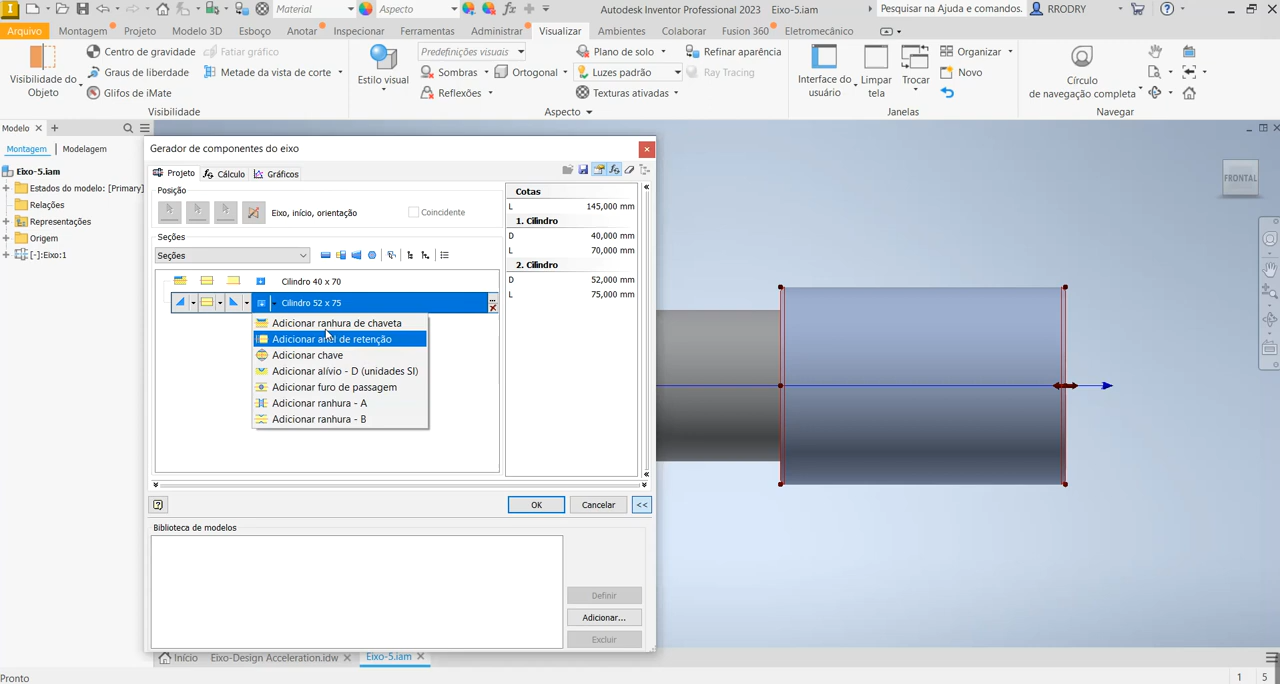 Material
Aspecto
Autodesk Inventor Professional 2023
Eixo-5.iam
Pesquisar na Ajuda e comandos.
RRODRY
Arquivo
Montagem
Projeto
Modelo 3D
Esboço
Anotar
Inspecionar
Ferramentas
Administrar
Visualizar
Ambientes
Colaborar
Fusion 360
Eletromecânico
Visibilidade do
Objeto
Centro de gravidade
Fatiar gráfico
Graus de liberdade
Metade da vista de corte
Glifos de iMate
Visibilidade
Estilo visual
Predefinições visuais
Sombras
Ortogonal
Reflexões
Plano de solo
Refinar aparência
Luzes padrão
Ray Tracing
Texturas ativadas
Aspecto
Interface do
usuário
Limpar
tela
Trocar
Organizar
Novo
Janelas
Círculo
de navegação completa
Navegar
Modelo
Montagem
Modelagem
Eixo-5.iam
Estados do modelo: [Primary]
Relações
Representações
Origem
[-]:Eixo:1
Gerador de componentes do eixo
Projeto
Cálculo
Gráficos
Posição
Eixo, início, orientação
Coincidente
Seções
Seções
Cilindro 40 x 70
Cilindro 52 x 75
Adicionar ranhura de chaveta
Adicionar anel de retenção
Adicionar chave
Adicionar alívio - D (unidades SI)
Adicionar furo de passagem
Adicionar ranhura - A
Adicionar ranhura - B
Cotas
L 145,000 mm
1. Cilindro
D 40,000 mm
L 70,000 mm
2. Cilindro
D 52,000 mm
L 75,000 mm
OK
Cancelar
<<
Biblioteca de modelos
Definir
Adicionar...
Excluir
FRONTAL
Início
Eixo-Design Acceleration.idw
Eixo-5.iam
Pronto
1
5